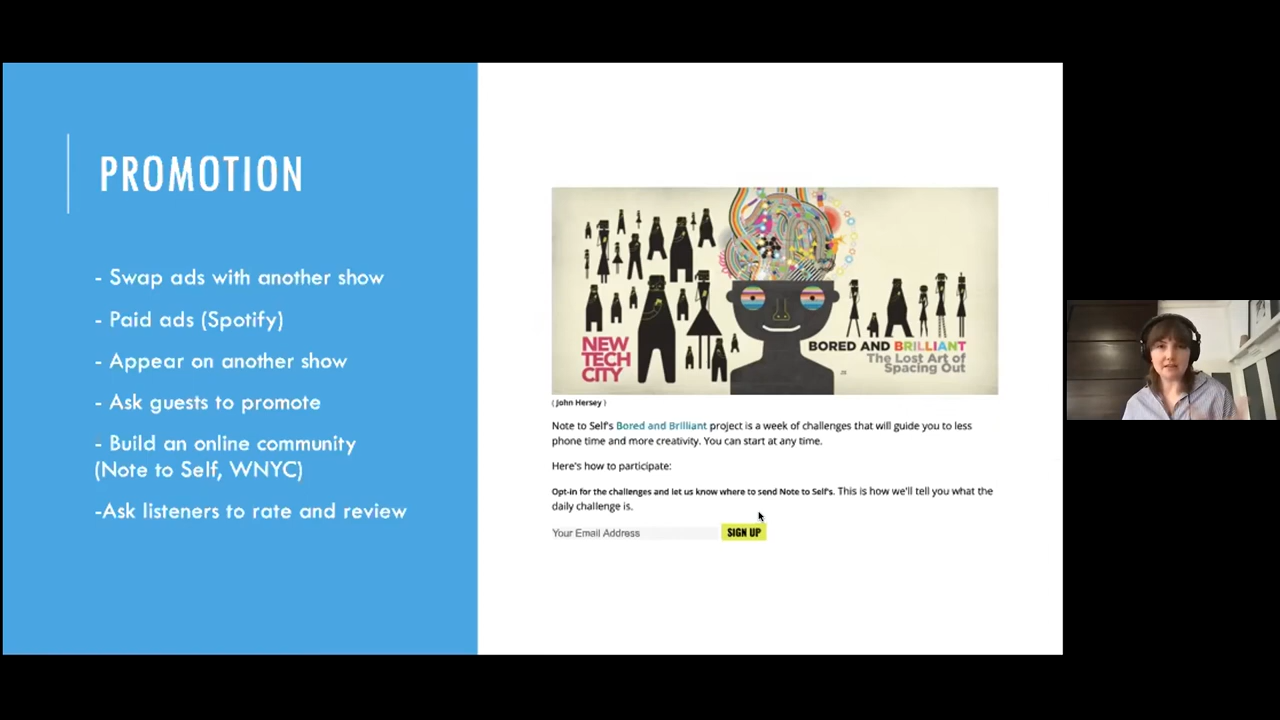 PROMOTION
- Swap ads with another show
- Paid ads (Spotify)
- Appear on another show
- Ask guests to promote
- Build an online community
(Note to Self, WNYC)
-Ask listeners to rate and review
NEW
TECH
CITY
BORED AND BRILLIANT
The Lost Art of
Spacing Out
( John Hersey )
Note to Self's Bored and Brilliant project is a week of challenges that will guide you to less
phone time and more creativity. You can start at any time.
Here's how to participate:
Opt-in for the challenges and let us know where to send Note to Self's. This is how we'll tell you what the
daily challenge is.
Your Email Address
SIGN UP